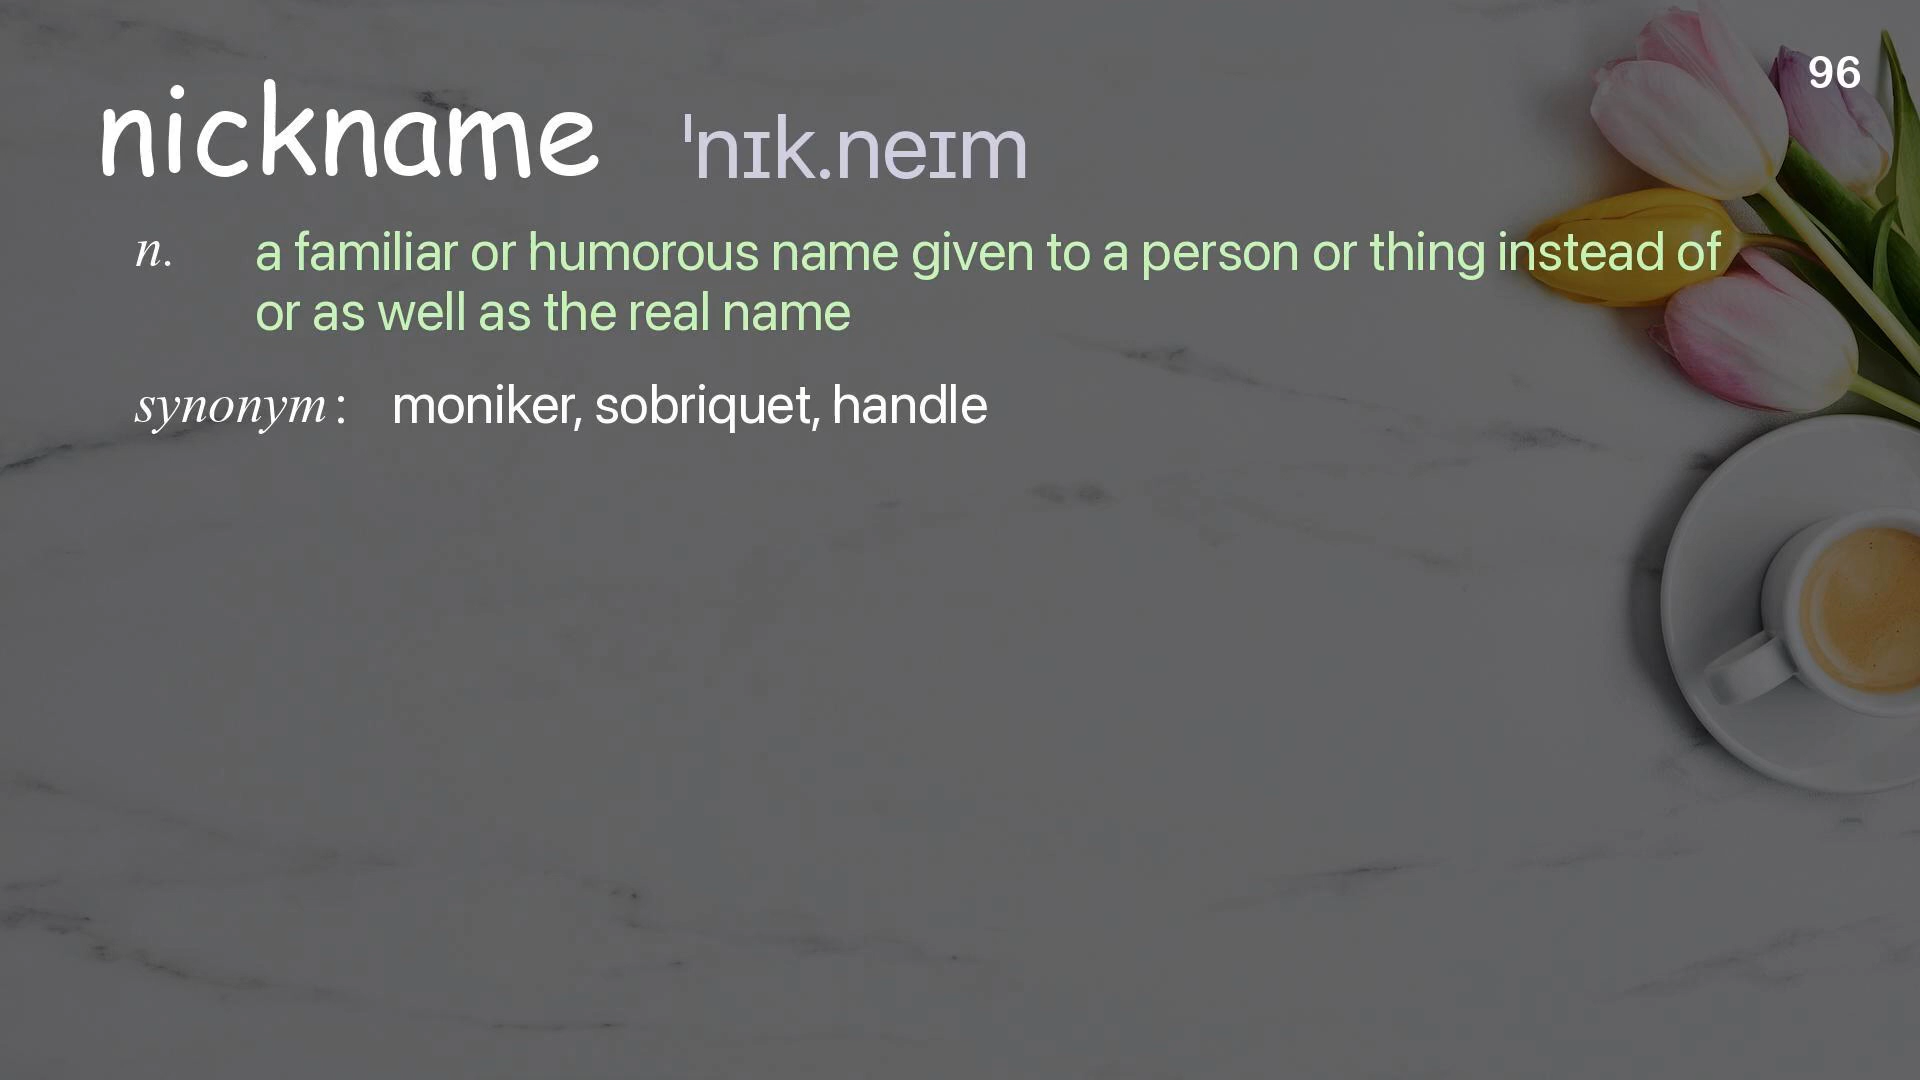 96
nickname ˈnɪk.neɪm
n. a familiar or humorous name given to a person or thing instead of
or as well as the real name
synonym: moniker, sobriquet, handle